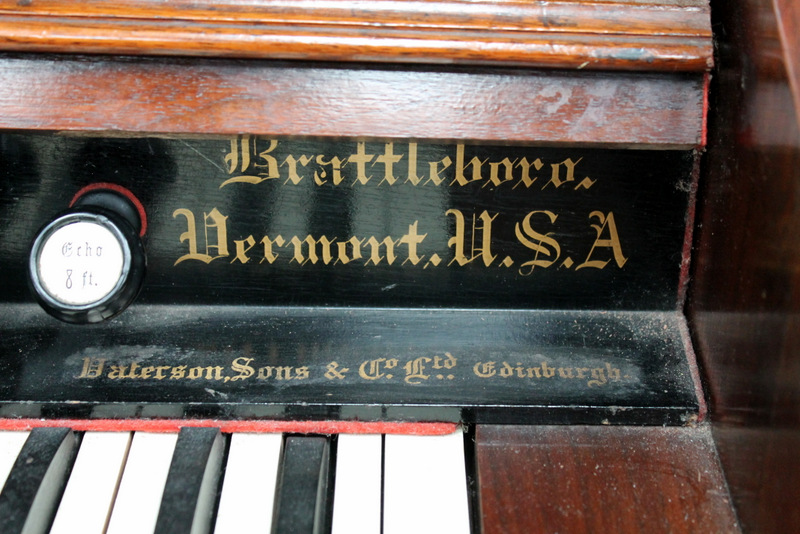 Brattleboro.
Vermont. U.S.A
Echo
8 ft.
Paterson, Sons & Co. Ltd. Edinburgh.